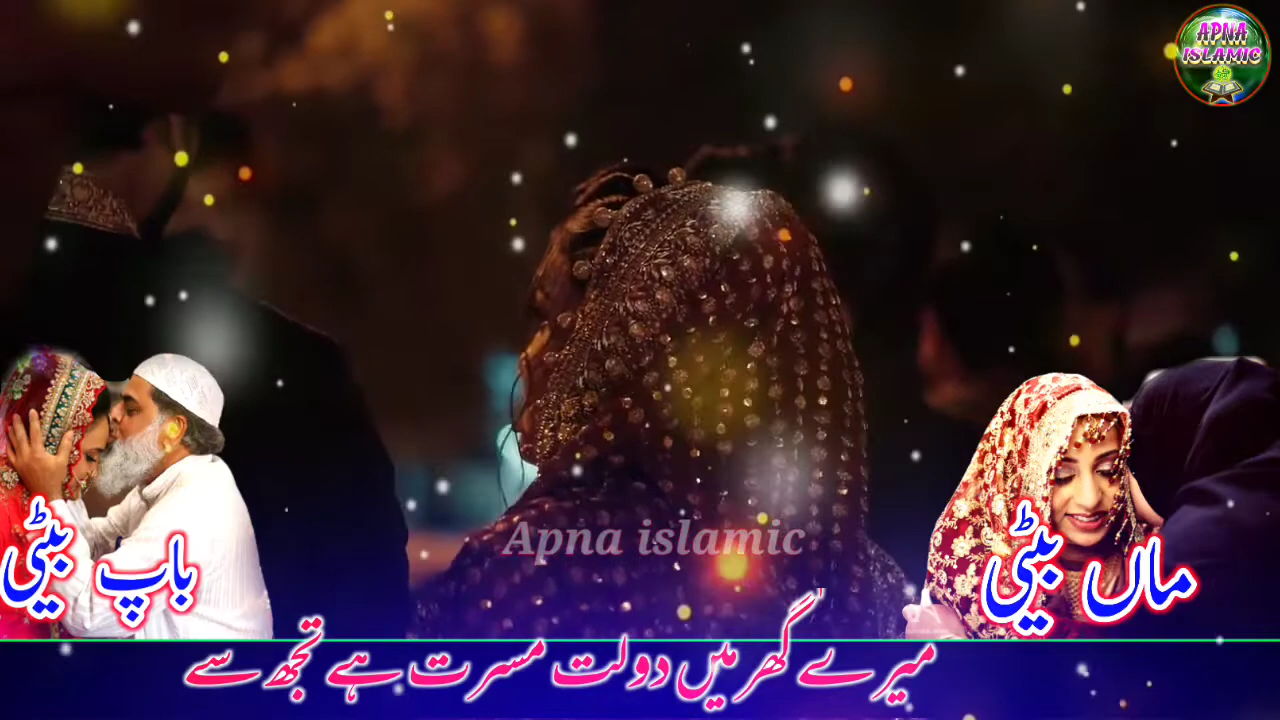 APNA
ISLAMIC
Apna islamic
باپ بیٹی
ماں بیٹی
میرے گھر میں دولت مسرت ہے تجھ سے